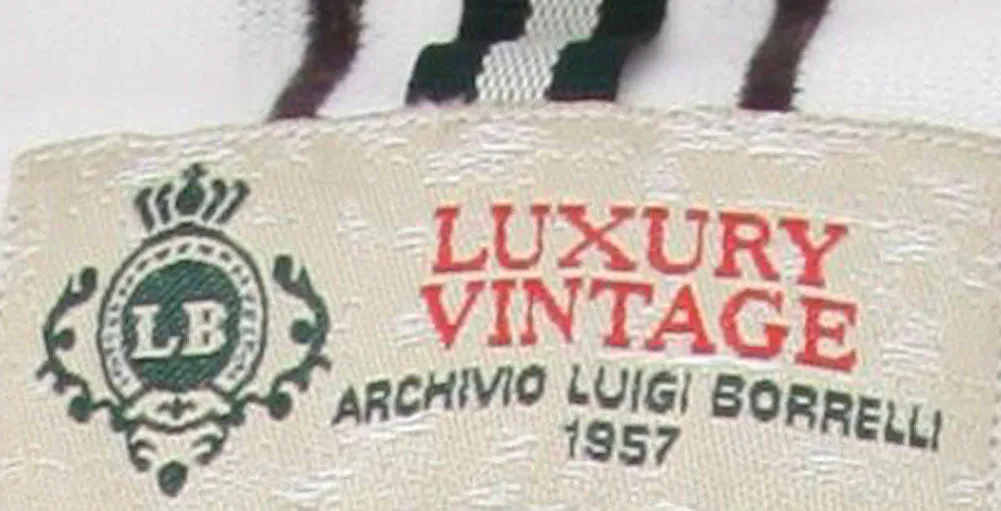 LB
LUXURY
VINTAGE
ARCHIVIO LUIGI BORRELLI
1957